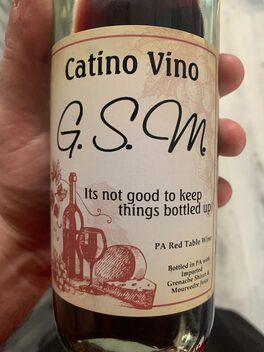 Catino Vino
G. S. M.
Its not good to keep
things bottled up
PA Red Table Wine
Bottled in PA with
Imported
Grenache Shiraz &
Mourvedre Juice